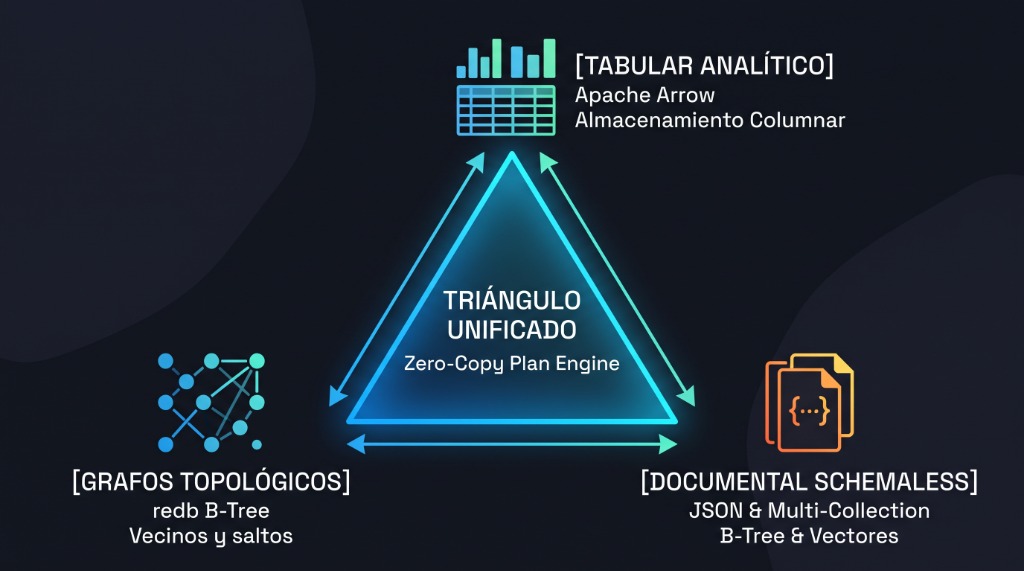 [TABULAR ANALÍTICO]
Apache Arrow
Almacenamiento Columnar
TRIÁNGULO
UNIFICADO
Zero-Copy Plan Engine
{···}
[GRAFOS TOPOLÓGICOS]
redb B-Tree
Vecinos y saltos
[DOCUMENTAL SCHEMALESS]
JSON & Multi-Collection
B-Tree & Vectores